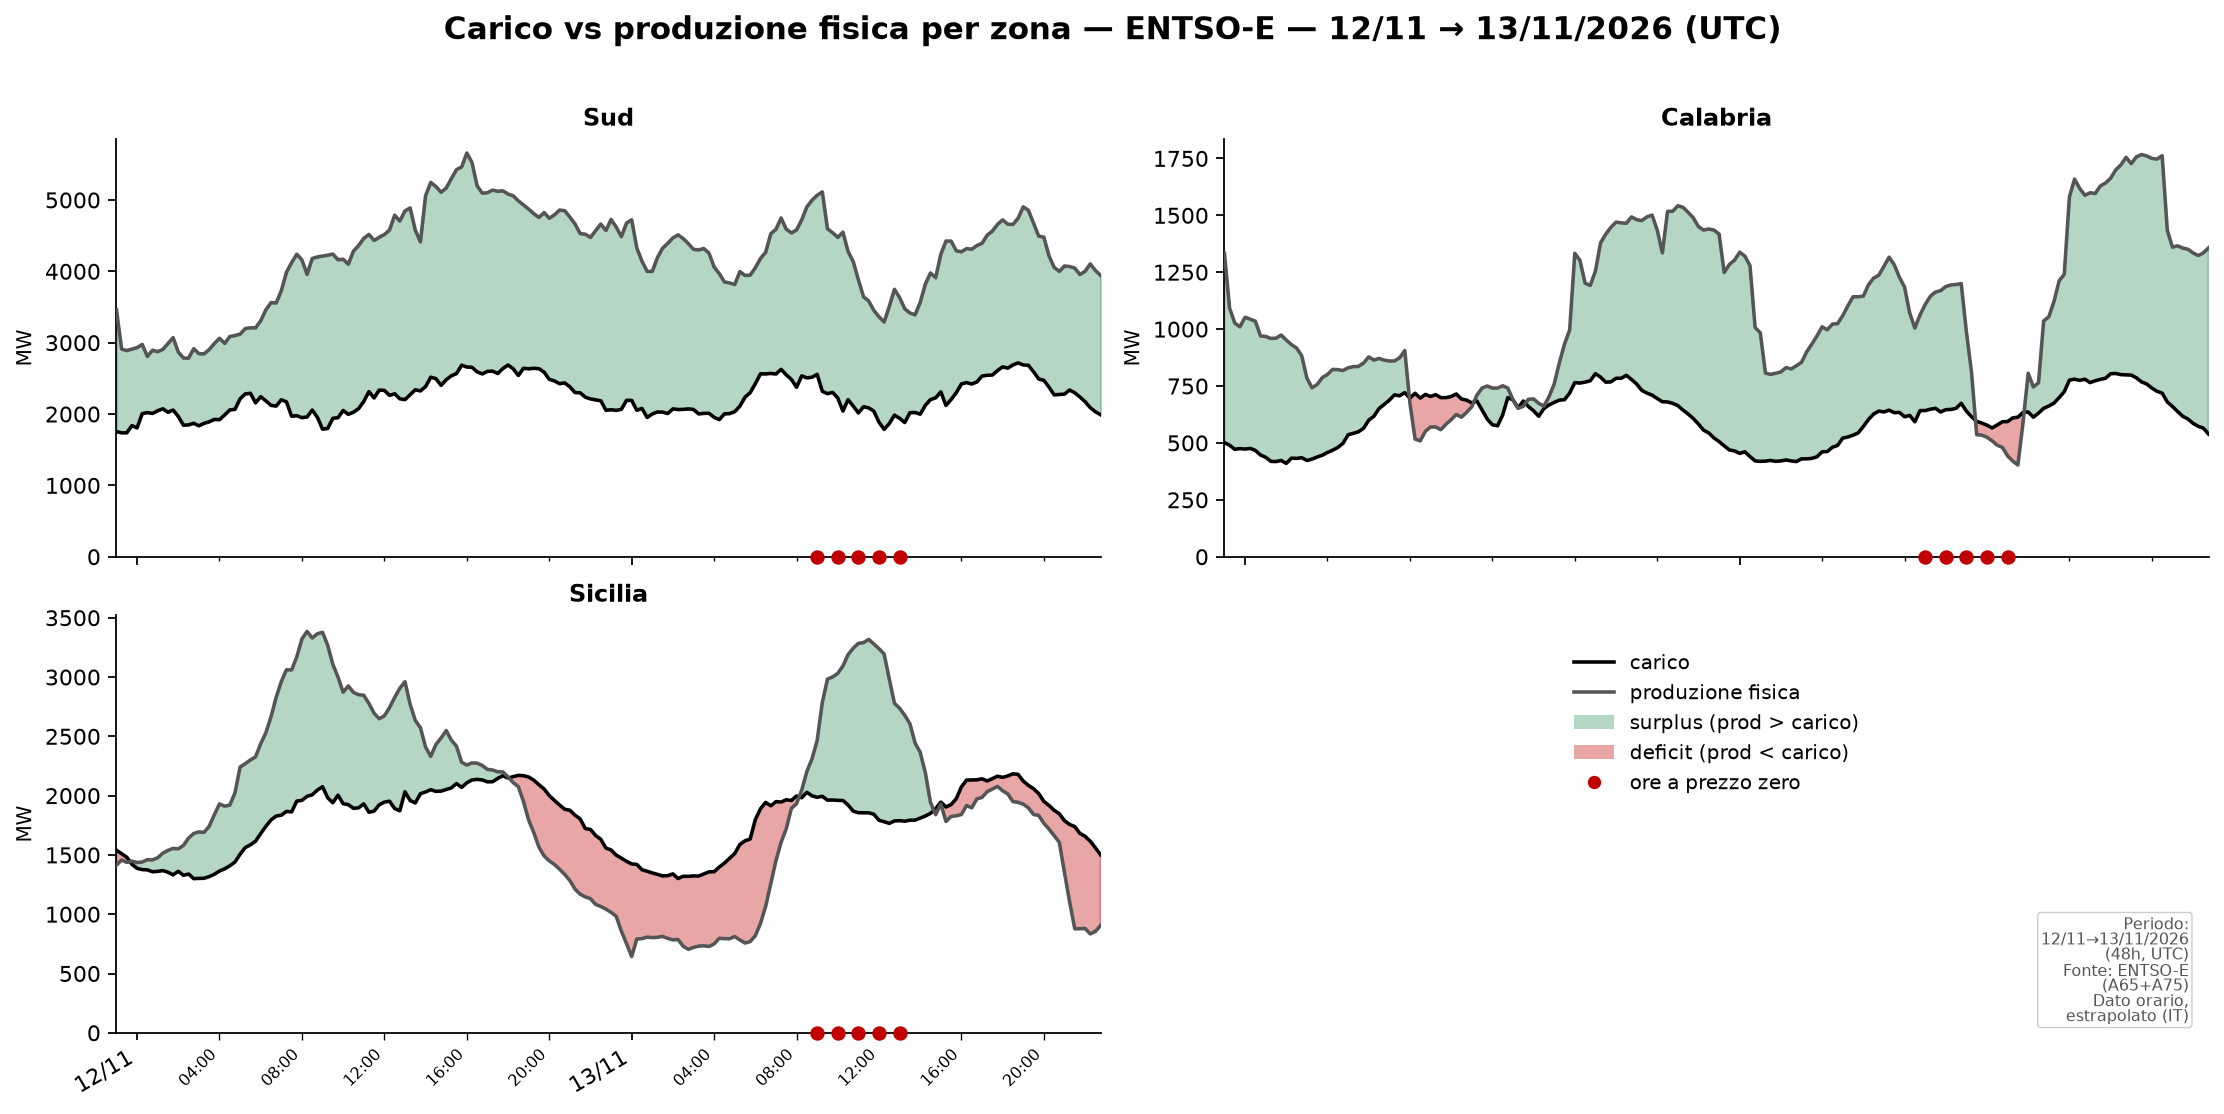 Carico vs produzione fisica per zona — ENTSO-E — 12/11 → 13/11/2026 (UTC)
Sud
5000
4000
3000
2000
1000
0
MW
Calabria
1750
1500
1250
1000
750
500
250
0
MW
Sicilia
3500
3000
2500
2000
1500
1000
500
0
MW
12/11
04:00
08:00
12:00
16:00
20:00
13/11
04:00
08:00
12:00
16:00
20:00
carico
produzione fisica
surplus (prod > carico)
deficit (prod < carico)
ore a prezzo zero
Periodo:
12/11→13/11/2026
(48h, UTC)
Fonte: ENTSO-E
(A65+A75)
Dato orario,
estrapolato (IT)